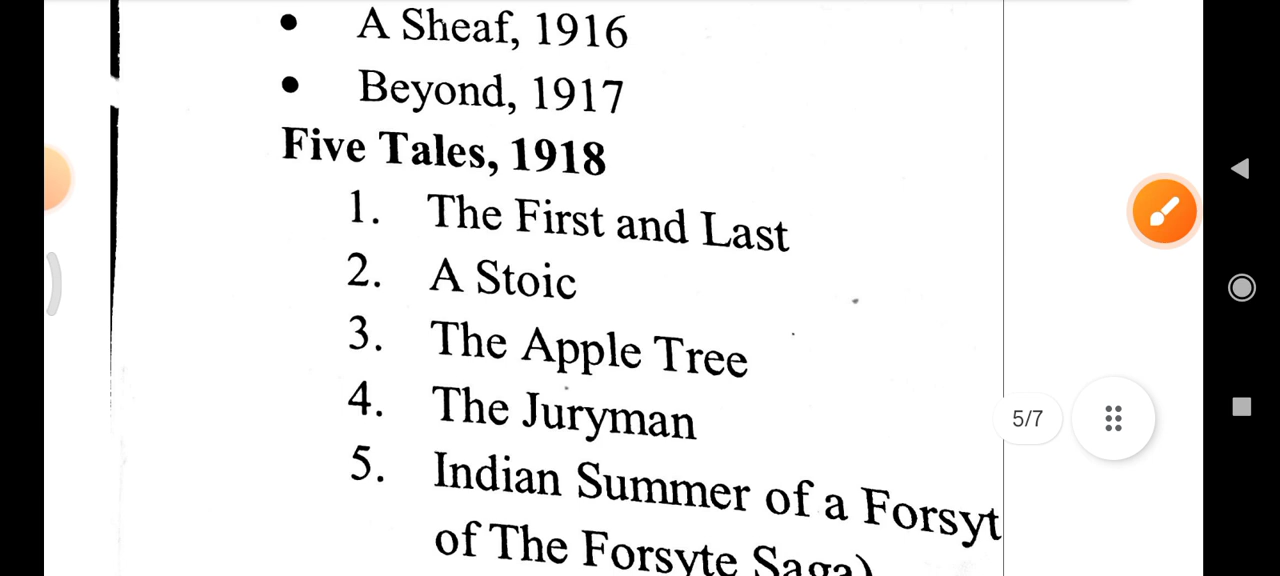 • A Sheaf, 1916
• Beyond, 1917
Five Tales, 1918
1. The First and Last
2. A Stoic
3. The Apple Tree
4. The Juryman
5. Indian Summer of a Forsyt
of The Forsyte Saga)
5/7